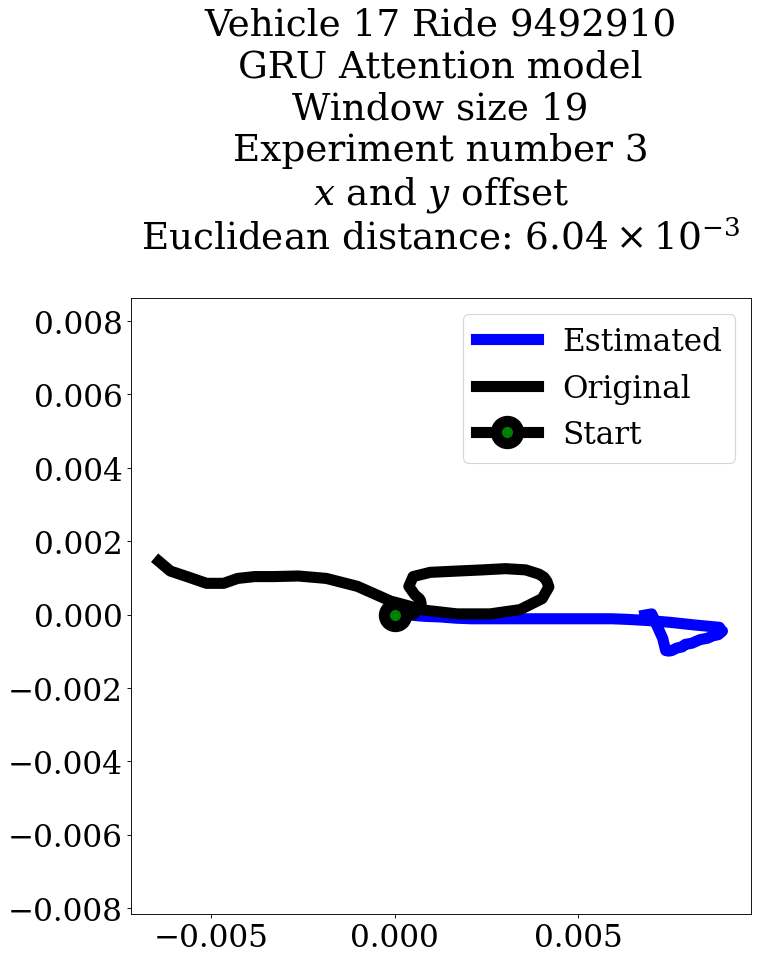 Vehicle 17 Ride 9492910
GRU Attention model
Window size 19
Experiment number 3
x and y offset
Euclidean distance: 6.04 × 10⁻³
Estimated
Original
Start
0.008
0.006
0.004
0.002
0.000
−0.002
−0.004
−0.006
−0.008
−0.005 0.000 0.005